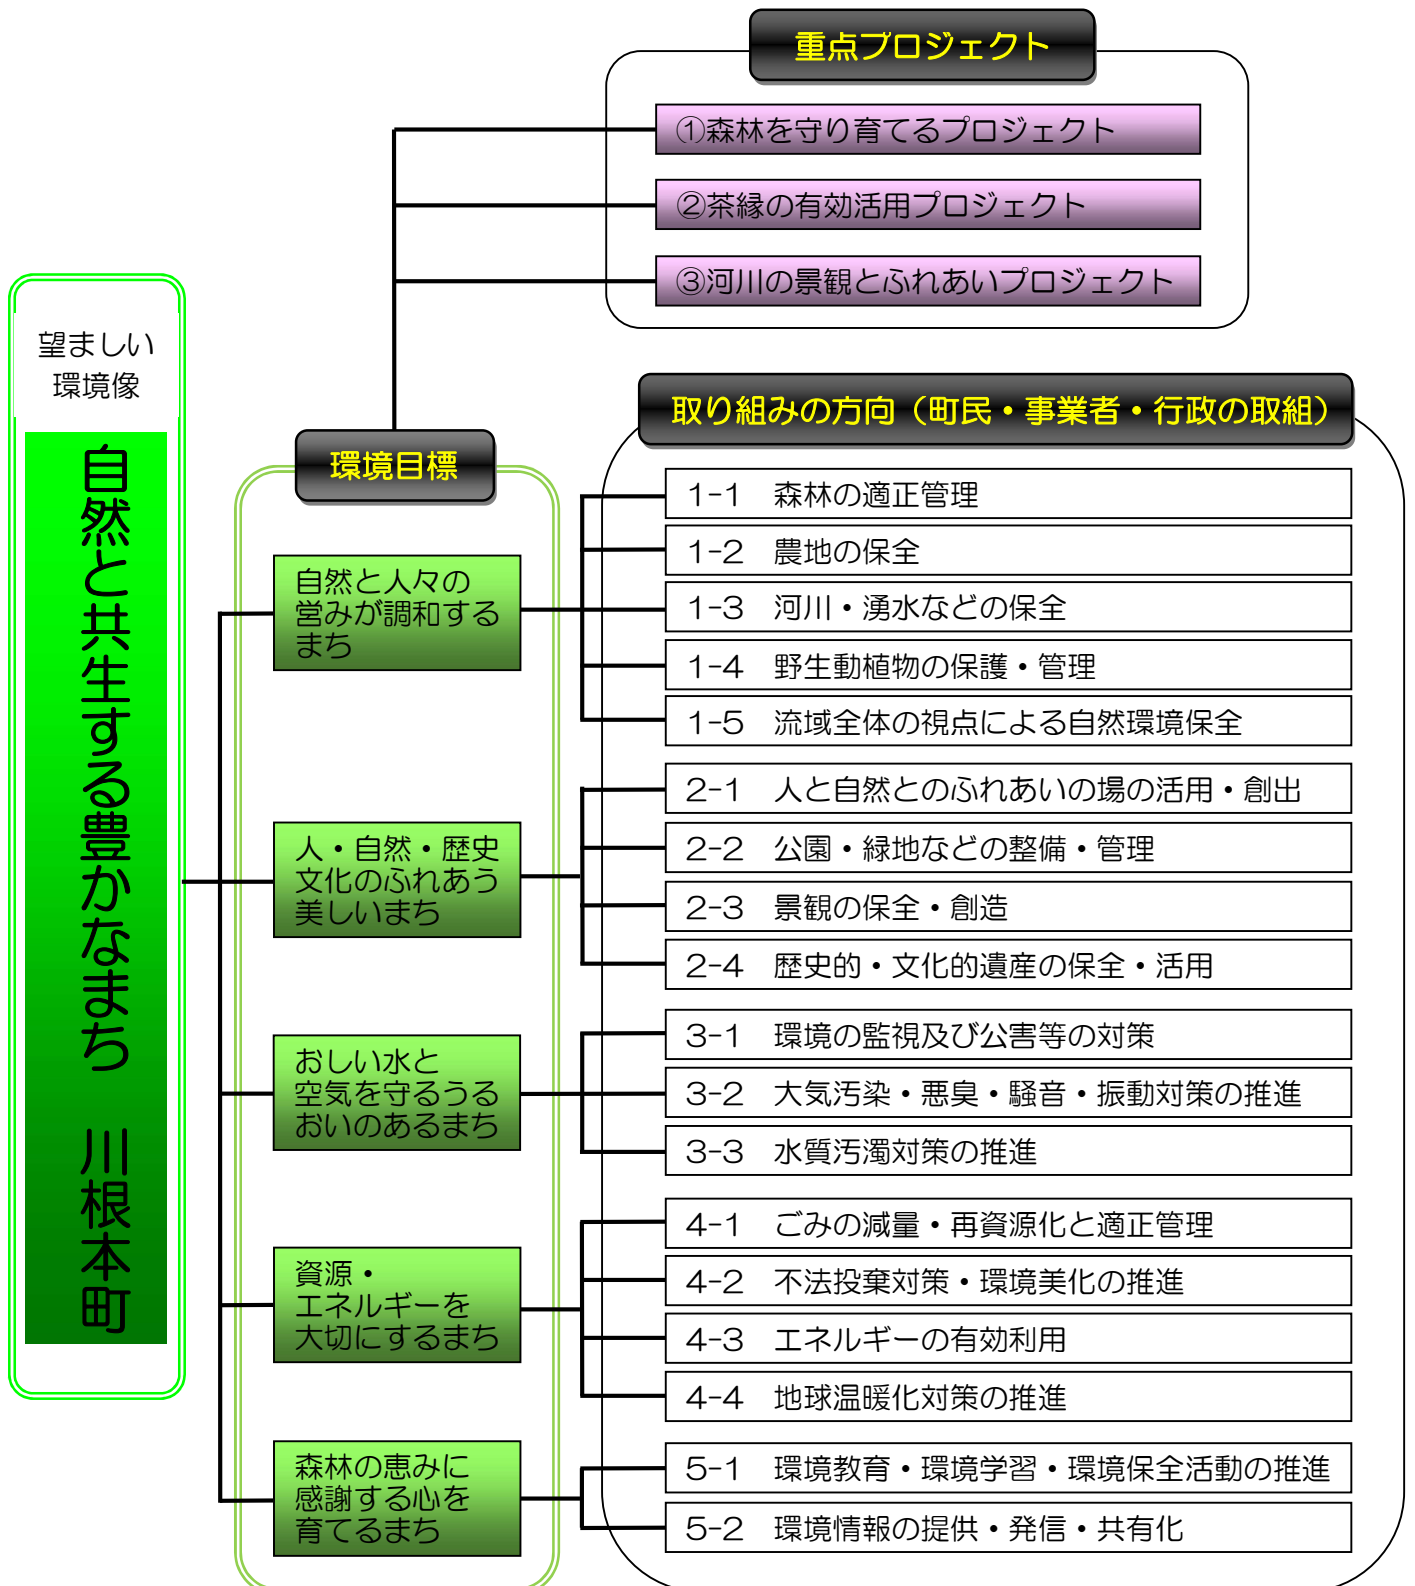 重点プロジェクト
①森林を守り育てるプロジェクト
②茶縁の有効活用プロジェクト
③河川の景観とふれあいプロジェクト
望ましい
環境像
自然と共生する豊かなまち　川根本町
環境目標
取り組みの方向（町民・事業者・行政の取組）
自然と人々の
営みが調和する
まち
1-1　森林の適正管理
1-2　農地の保全
1-3　河川・湧水などの保全
1-4　野生動植物の保護・管理
1-5　流域全体の視点による自然環境保全
人・自然・歴史
文化のふれあう
美しいまち
2-1　人と自然とのふれあいの場の活用・創出
2-2　公園・緑地などの整備・管理
2-3　景観の保全・創造
2-4　歴史的・文化的遺産の保全・活用
おしい水と
空気を守るうる
おいのあるまち
3-1　環境の監視及び公害等の対策
3-2　大気汚染・悪臭・騒音・振動対策の推進
3-3　水質汚濁対策の推進
資源・
エネルギーを
大切にするまち
4-1　ごみの減量・再資源化と適正管理
4-2　不法投棄対策・環境美化の推進
4-3　エネルギーの有効利用
4-4　地球温暖化対策の推進
森林の恵みに
感謝する心を
育てるまち
5-1　環境教育・環境学習・環境保全活動の推進
5-2　環境情報の提供・発信・共有化